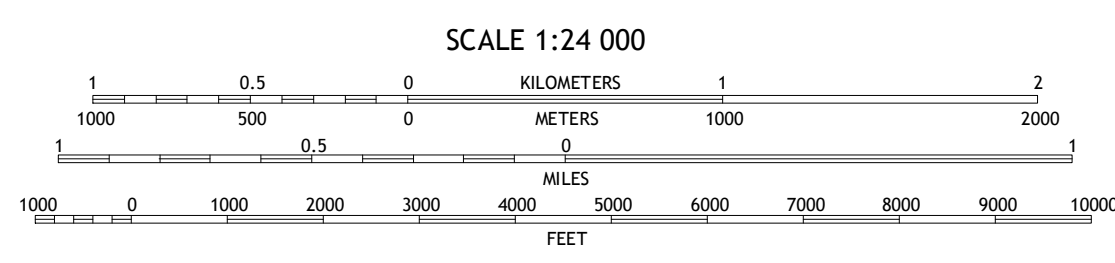 SCALE 1:24 000
1 0.5 0 KILOMETERS 1 2
1000 500 0 METERS 1000 2000
1 0.5 0 1
MILES
1000 0 1000 2000 3000 4000 5000 6000 7000 8000 9000 10000
FEET